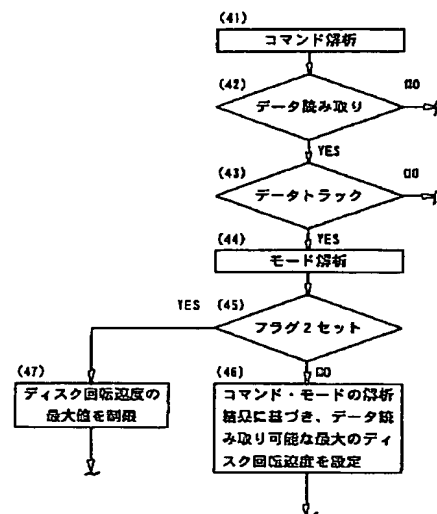 (41)
コマンド解析
(42)
データ読み取り
NO
YES
(43)
データトラック
NO
YES
(44)
モード解析
YES
(45)
フラグ2セット
NO
(47)
ディスク回転速度の
最大値を制限
(46)
コマンド・モードの解析
結果に基づき、データ読
み取り可能な最大のディ
スク回転速度を設定